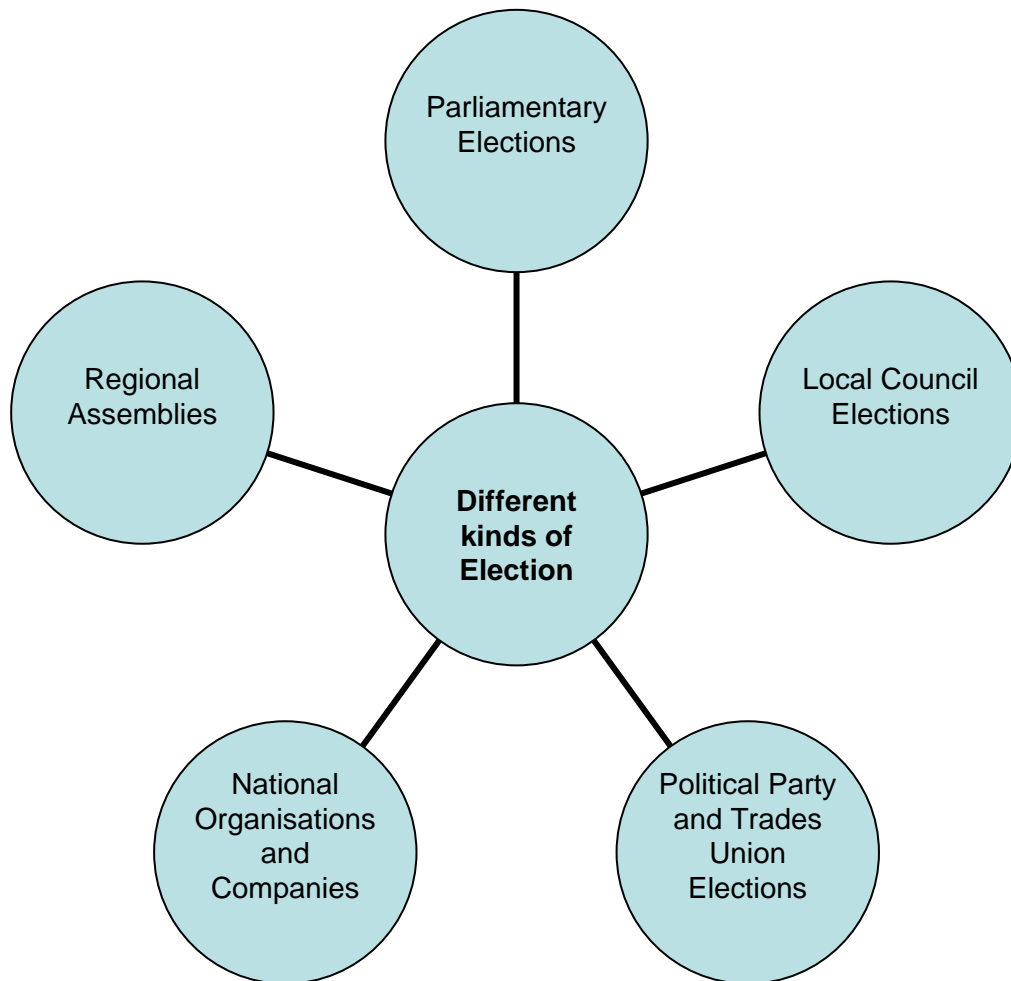 Parliamentary
Elections
Regional
Assemblies
Local Council
Elections
Different
kinds of
Election
National
Organisations
and
Companies
Political Party
and Trades
Union
Elections